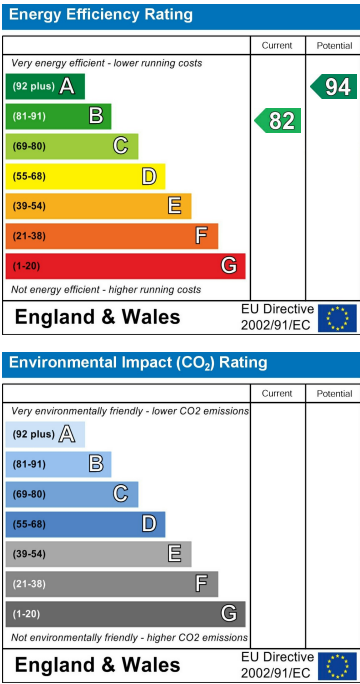 Energy Efficiency Rating
Current Potential
Very energy efficient - lower running costs
(92 plus) A
(81-91) B
(69-80) C
(55-68) D
(39-54) E
(21-38) F
(1-20) G
82
94
Not energy efficient - higher running costs
England & Wales
EU Directive
2002/91/EC
Environmental Impact (CO₂) Rating
Current Potential
Very environmentally friendly - lower CO2 emissions
(92 plus) A
(81-91) B
(69-80) C
(55-68) D
(39-54) E
(21-38) F
(1-20) G
Not environmentally friendly - higher CO2 emissions
England & Wales
EU Directive
2002/91/EC